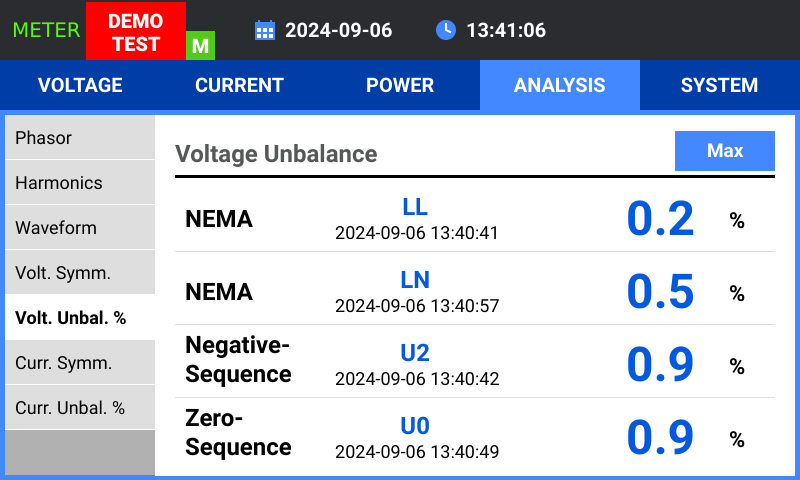 METER
DEMO
TEST
M
2024-09-06
13:41:06
VOLTAGE
CURRENT
POWER
ANALYSIS
SYSTEM
Phasor
Harmonics
Waveform
Volt. Symm.
Volt. Unbal. %
Curr. Symm.
Curr. Unbal. %
Voltage Unbalance
Max
NEMA
LL
2024-09-06 13:40:41
0.2 %
NEMA
LN
2024-09-06 13:40:57
0.5 %
Negative-
Sequence
U2
2024-09-06 13:40:42
0.9 %
Zero-
Sequence
U0
2024-09-06 13:40:49
0.9 %